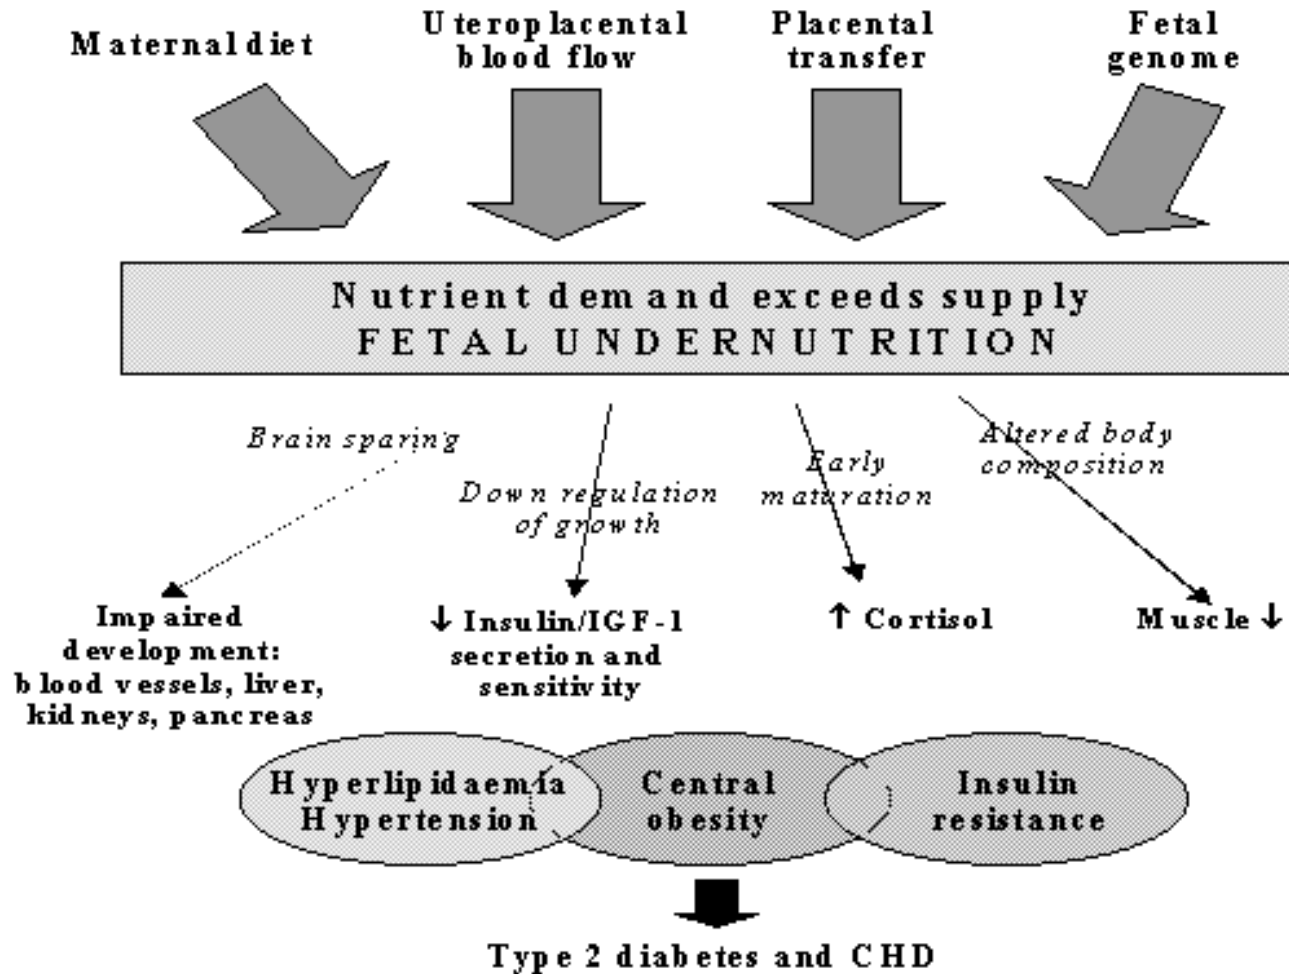 Maternal diet
Uteroplacental
blood flow
Placental
transfer
Fetal
genome
Nutrient demand exceeds supply
FETAL UNDERNUTRITION
Brain sparing
Down regulation
of growth
Early
maturation
Altered body
composition
Impaired
development:
blood vessels, liver,
kidneys, pancreas
↓ Insulin/IGF-1
secretion and
sensitivity
↑ Cortisol
Muscle ↓
Hyperlipidaemia
Hypertension
Central
obesity
Insulin
resistance
Type 2 diabetes and CHD